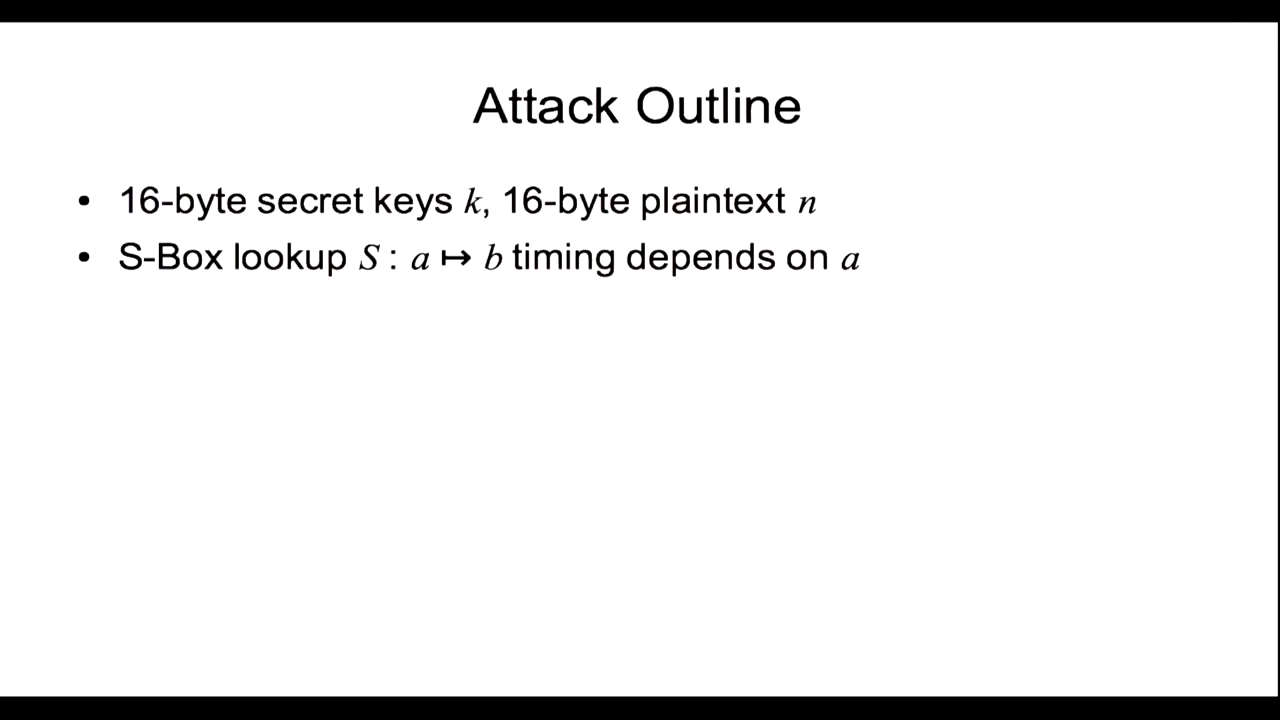 Attack Outline
• 16-byte secret keys k, 16-byte plaintext n
• S-Box lookup S : a ↦ b timing depends on a